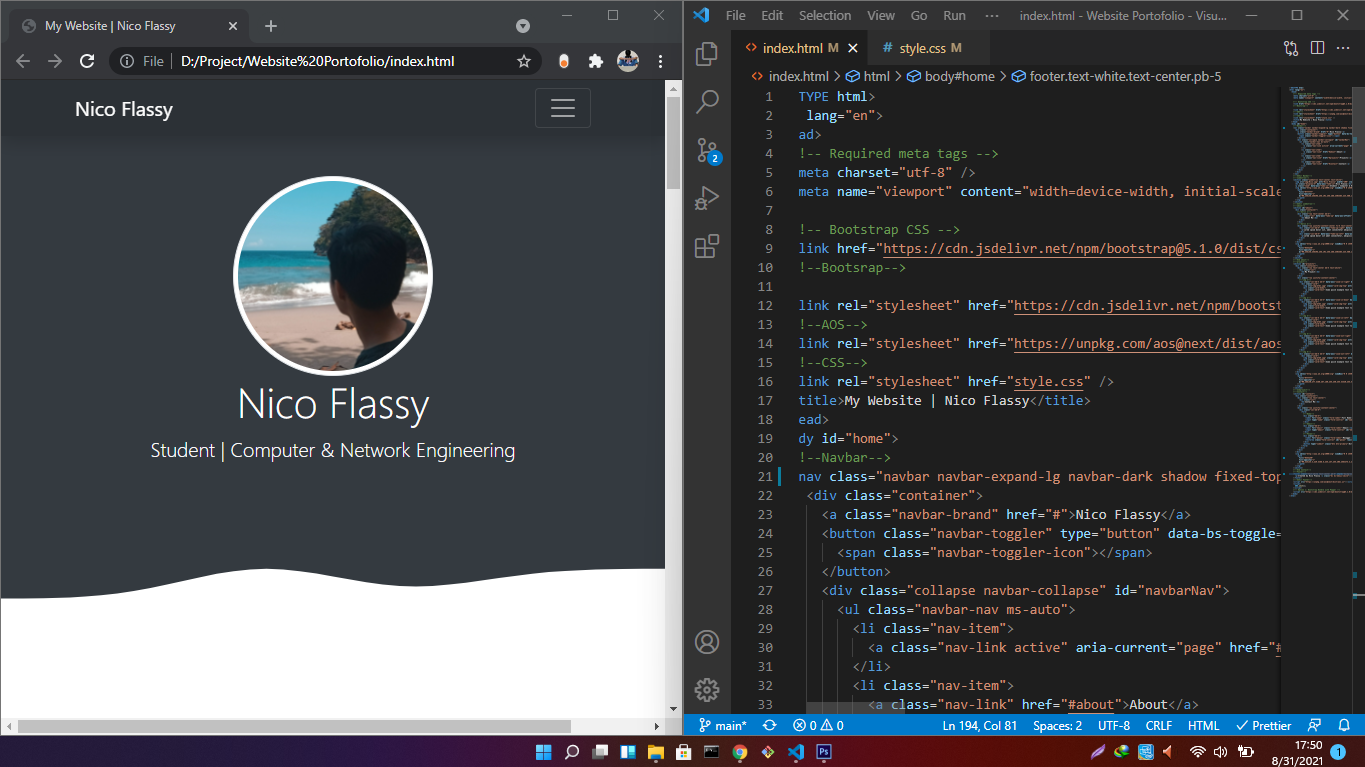 My Website | Nico Flassy
File
D:/Project/Website%20Portofolio/index.html
Nico Flassy
Nico Flassy
Student | Computer & Network Engineering
File Edit Selection View Go Run ··· index.html - Website Portofolio - Visu...
index.html M
style.css M
index.html > html > body#home > footer.text-white.text-center.pb-5
2
1 TYPE html>
2 lang="en">
3 ad>
4 !-- Required meta tags -->
5 meta charset="utf-8" />
6 meta name="viewport" content="width=device-width, initial-scale
7
8 !-- Bootstrap CSS -->
9 link href="https://cdn.jsdelivr.net/npm/bootstrap@5.1.0/dist/cs
10 !--Bootsrap-->
11
12 link rel="stylesheet" href="https://cdn.jsdelivr.net/npm/bootst
13 !--AOS-->
14 link rel="stylesheet" href="https://unpkg.com/aos@next/dist/aos
15 !--CSS-->
16 link rel="stylesheet" href="style.css" />
17 title>My Website | Nico Flassy</title>
18 ead>
19 dy id="home">
20 !--Navbar-->
21 nav class="navbar navbar-expand-lg navbar-dark shadow fixed-top
22 <div class="container">
23 <a class="navbar-brand" href="#">Nico Flassy</a>
24 <button class="navbar-toggler" type="button" data-bs-toggle=
25 <span class="navbar-toggler-icon"></span>
26 </button>
27 <div class="collapse navbar-collapse" id="navbarNav">
28 <ul class="navbar-nav ms-auto">
29 <li class="nav-item">
30 <a class="nav-link active" aria-current="page" href="#
31 </li>
32 <li class="nav-item">
33 <a class="nav-link" href="#about">About</a>
main* 0 0 Ln 194, Col 81 Spaces: 2 UTF-8 CRLF HTML Prettier
Ps
17:50
8/31/2021
1